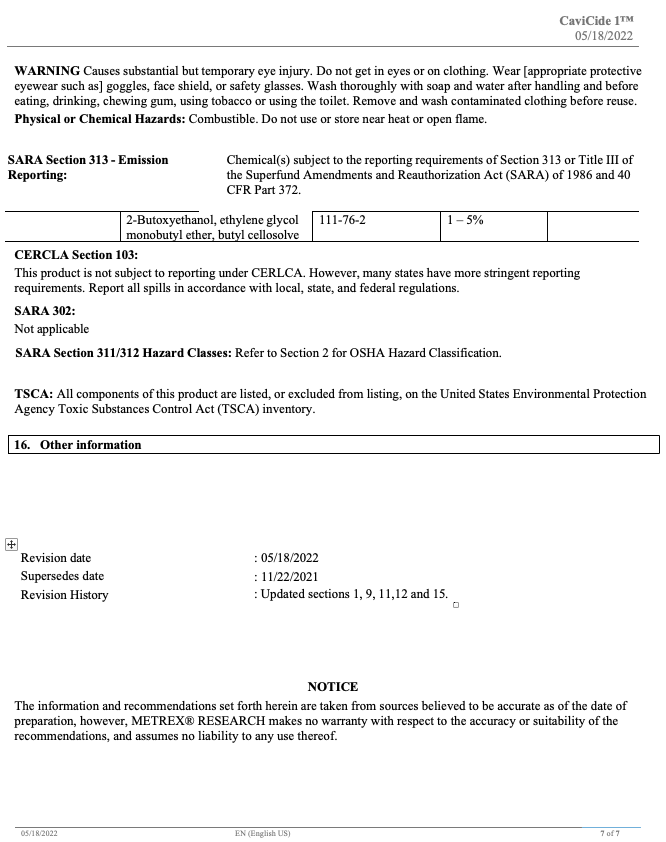 CaviCide 1™
05/18/2022
WARNING Causes substantial but temporary eye injury. Do not get in eyes or on clothing. Wear [appropriate protective
eyewear such as] goggles, face shield, or safety glasses. Wash thoroughly with soap and water after handling and before
eating, drinking, chewing gum, using tobacco or using the toilet. Remove and wash contaminated clothing before reuse.
Physical or Chemical Hazards: Combustible. Do not use or store near heat or open flame.
SARA Section 313 - Emission
Reporting:
Chemical(s) subject to the reporting requirements of Section 313 or Title III of
the Superfund Amendments and Reauthorization Act (SARA) of 1986 and 40
CFR Part 372.
2-Butoxyethanol, ethylene glycol
monobutyl ether, butyl cellosolve
111-76-2
1 – 5%
CERCLA Section 103:
This product is not subject to reporting under CERLCA. However, many states have more stringent reporting
requirements. Report all spills in accordance with local, state, and federal regulations.
SARA 302:
Not applicable
SARA Section 311/312 Hazard Classes: Refer to Section 2 for OSHA Hazard Classification.
TSCA: All components of this product are listed, or excluded from listing, on the United States Environmental Protection
Agency Toxic Substances Control Act (TSCA) inventory.
16. Other information
Revision date : 05/18/2022
Supersedes date : 11/22/2021
Revision History : Updated sections 1, 9, 11,12 and 15.
NOTICE
The information and recommendations set forth herein are taken from sources believed to be accurate as of the date of
preparation, however, METREX® RESEARCH makes no warranty with respect to the accuracy or suitability of the
recommendations, and assumes no liability to any use thereof.
05/18/2022 EN (English US) 7 of 7